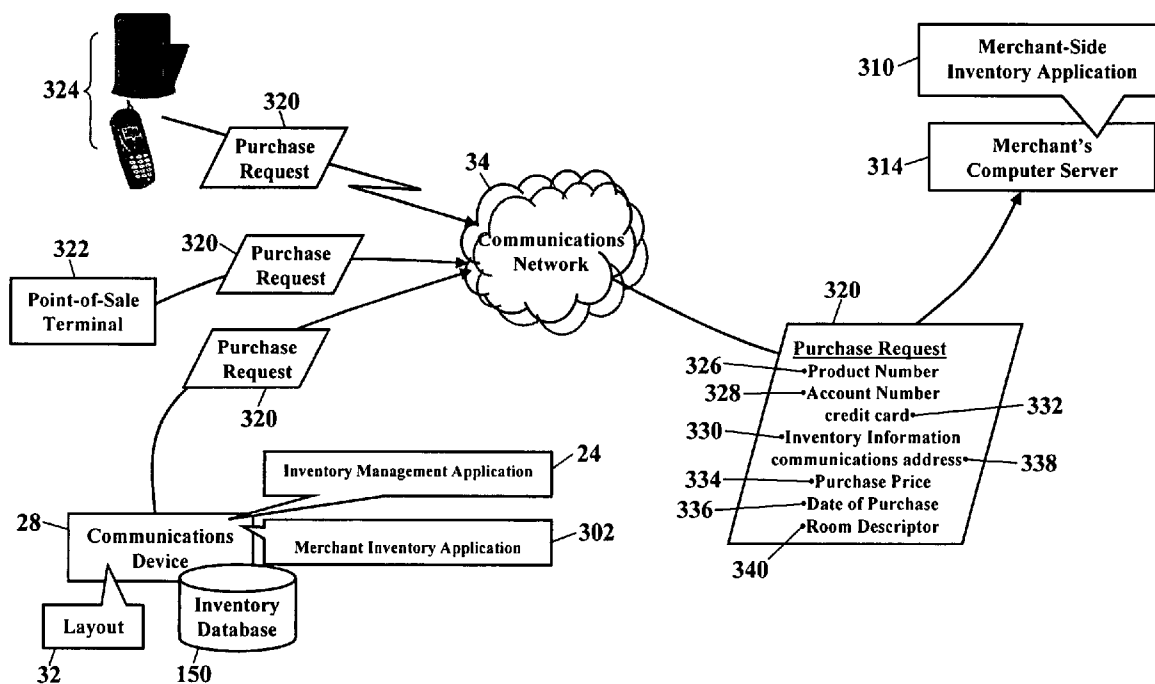 324
320
Purchase
Request
34
Communications
Network
310
Merchant-Side
Inventory Application
314
Merchant's
Computer Server
322
Point-of-Sale
Terminal
320
Purchase
Request
Purchase
Request
320
320
Purchase Request
326
•Product Number
328
•Account Number
credit card•
332
330
•Inventory Information
communications address•
338
334
•Purchase Price
336
•Date of Purchase
•Room Descriptor
340
Inventory Management Application
24
28
Communications
Device
Merchant Inventory Application
302
Layout
32
Inventory
Database
150